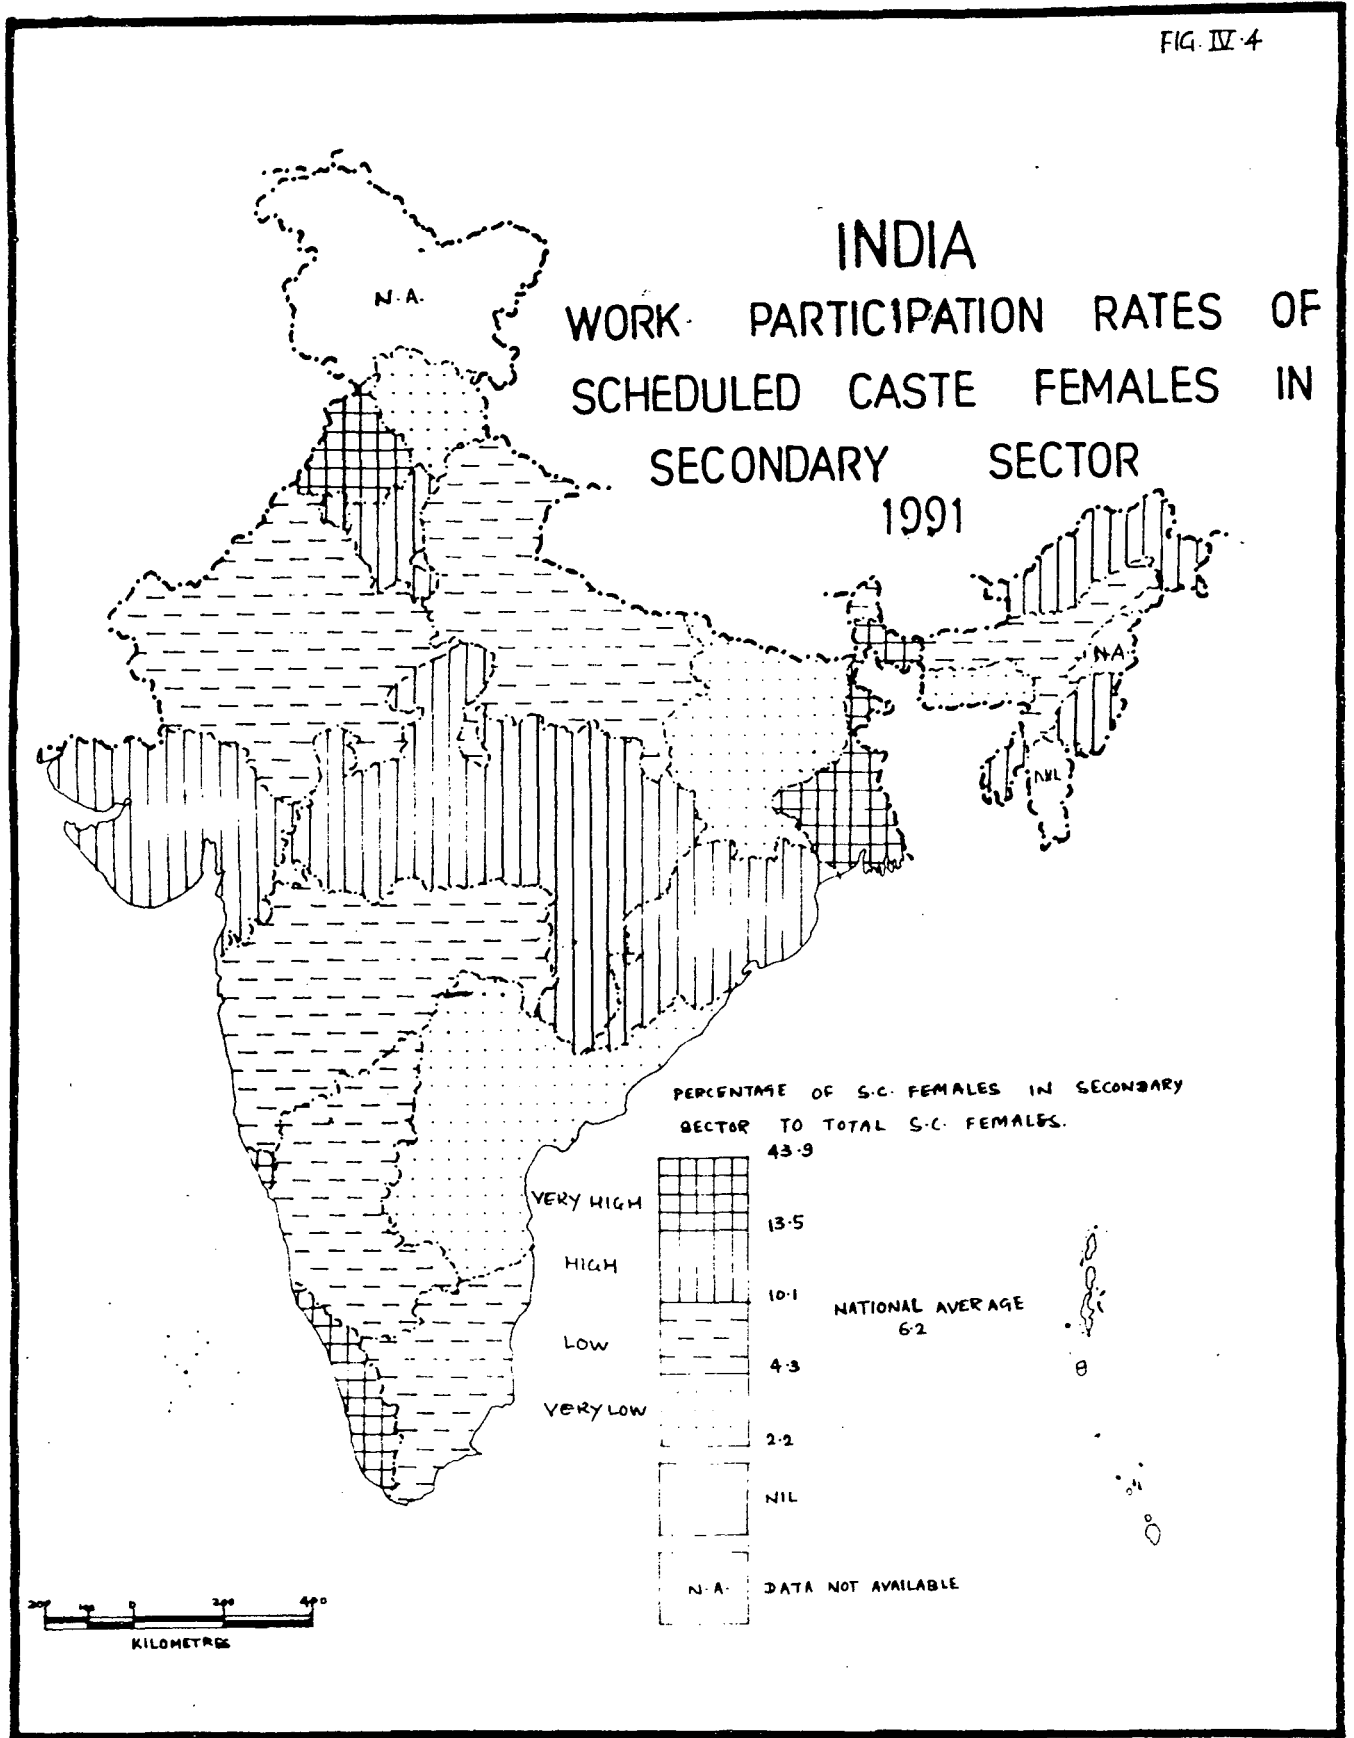 FIG. IV.4
INDIA
WORK PARTICIPATION RATES OF
SCHEDULED CASTE FEMALES IN
SECONDARY SECTOR
1991
N.A.
N.A.
NIL
PERCENTAGE OF S.C. FEMALES IN SECONDARY
SECTOR TO TOTAL S.C. FEMALES.
43.9
VERY HIGH
13.5
HIGH
10.1
NATIONAL AVERAGE
6.2
LOW
4.3
VERY LOW
2.2
NIL
N.A. DATA NOT AVAILABLE
200 100 0 200 400
KILOMETRES